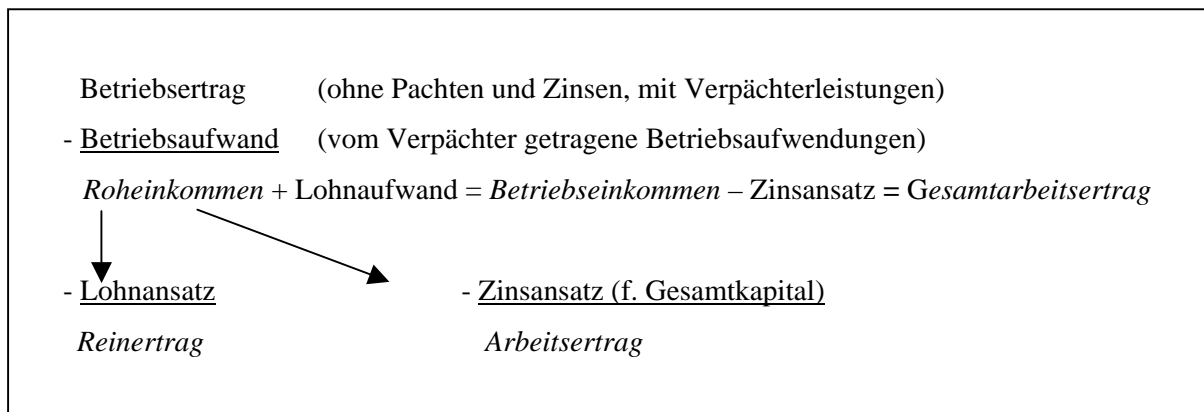 Betriebsertrag (ohne Pachten und Zinsen, mit Verpächterleistungen)
- Betriebsaufwand (vom Verpächter getragene Betriebsaufwendungen)
Roheinkommen + Lohnaufwand = Betriebseinkommen – Zinsansatz = Gesamtarbeitsertrag
- Lohnansatz - Zinsansatz (f. Gesamtkapital)
Reinertrag Arbeitsertrag